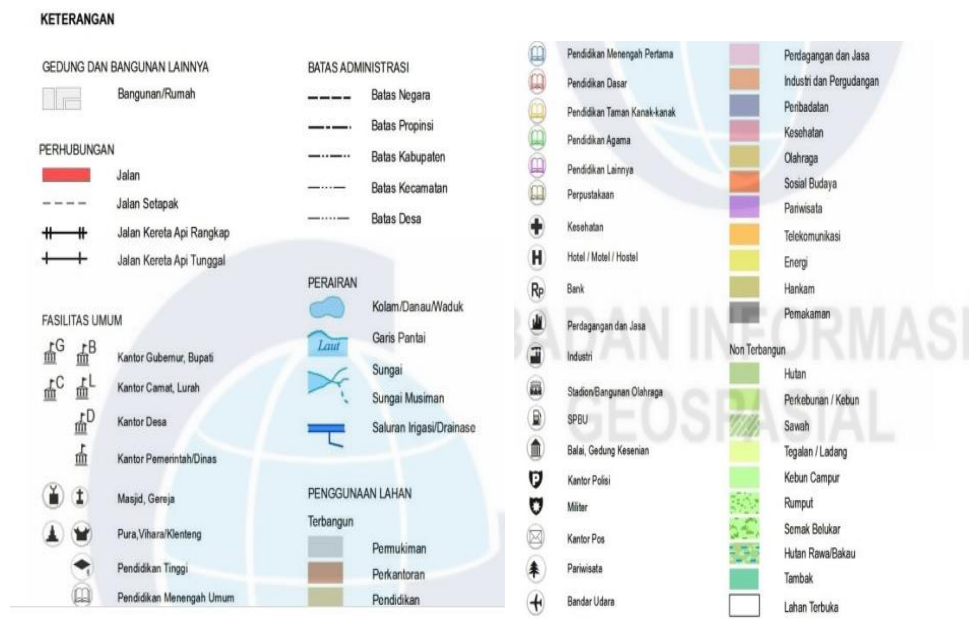 KETERANGAN
GEDUNG DAN BANGUNAN LAINNYA
Bangunan/Rumah
PERHUBUNGAN
Jalan
Jalan Setapak
Jalan Kereta Api Rangkap
Jalan Kereta Api Tunggal
FASILITAS UMUM
G B
Kantor Gubernur, Bupati
C L
Kantor Camat, Lurah
D
Kantor Desa
Kantor Pemerintah/Dinas
Masjid, Gereja
Pura,Vihara/Klenteng
Pendidikan Tinggi
Pendidikan Menengah Umum
BATAS ADMINISTRASI
Batas Negara
Batas Propinsi
Batas Kabupaten
Batas Kecamatan
Batas Desa
PERAIRAN
Kolam/Danau/Waduk
Laut
Garis Pantai
Sungai
Sungai Musiman
Saluran Irigasi/Drainase
PENGGUNAAN LAHAN
Terbangun
Permukiman
Perkantoran
Pendidikan
Pendidikan Menengah Pertama
Pendidikan Dasar
Pendidikan Taman Kanak-kanak
Pendidikan Agama
Pendidikan Lainnya
Perpustakaan
Kesehatan
H
Hotel / Motel / Hostel
Rp
Bank
Perdagangan dan Jasa
Industri
Stadion/Bangunan Olahraga
SPBU
Balai, Gedung Kesenian
P
Kantor Polisi
Militer
Kantor Pos
Pariwisata
Bandar Udara
Perdagangan dan Jasa
Industri dan Pergudangan
Peribadatan
Kesehatan
Olahraga
Sosial Budaya
Pariwisata
Telekomunikasi
Energi
Hankam
Pemakaman
Non Terbangun
Hutan
Perkebunan / Kebun
Sawah
Tegalan / Ladang
Kebun Campur
Rumput
Semak Belukar
Hutan Rawa/Bakau
Tambak
Lahan Terbuka
BADAN INFORMASI
GEOSPASIAL